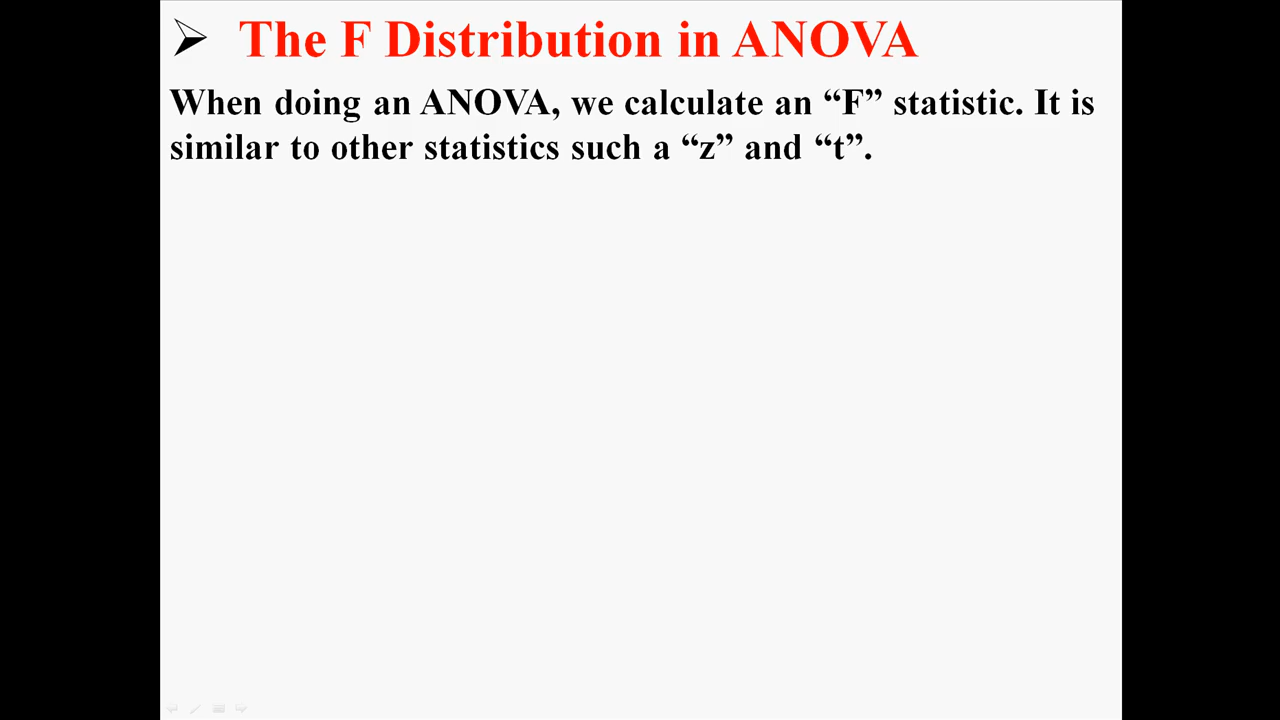 The F Distribution in ANOVA
When doing an ANOVA, we calculate an “F” statistic. It is
similar to other statistics such a “z” and “t”.